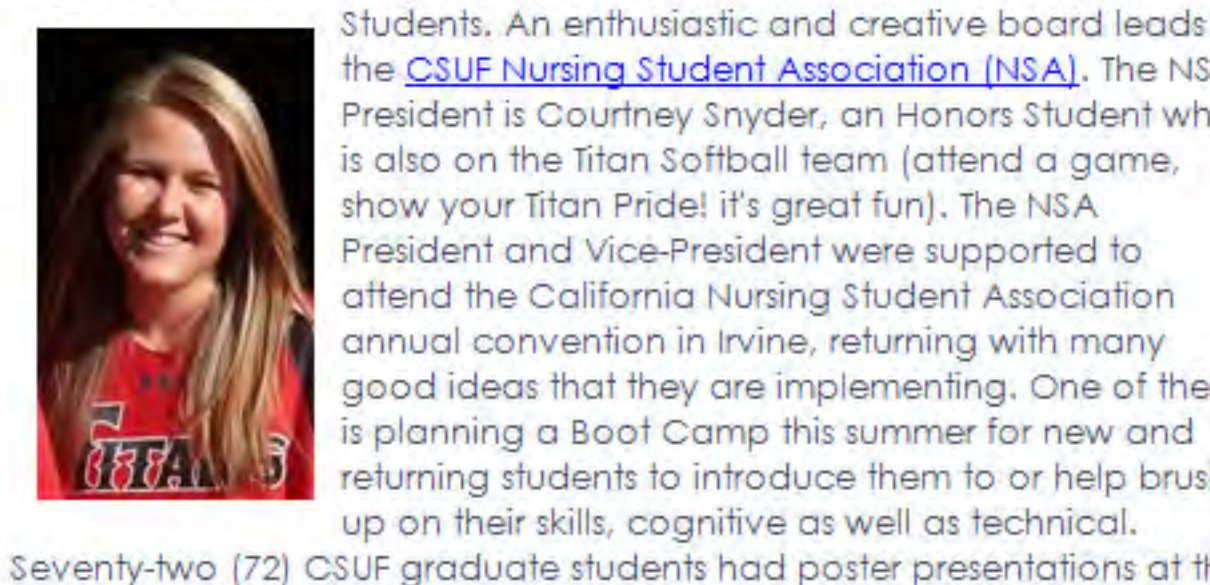 Students. An enthusiastic and creative board leads
the CSUF Nursing Student Association (NSA). The NS
President is Courtney Snyder, an Honors Student wh
is also on the Titan Softball team (attend a game,
show your Titan Pride! it's great fun). The NSA
President and Vice-President were supported to
attend the California Nursing Student Association
annual convention in Irvine, returning with many
good ideas that they are implementing. One of the
is planning a Boot Camp this summer for new and
returning students to introduce them to or help brus
up on their skills, cognitive as well as technical.
Seventy-two (72) CSUF graduate students had poster presentations at th
TITANS